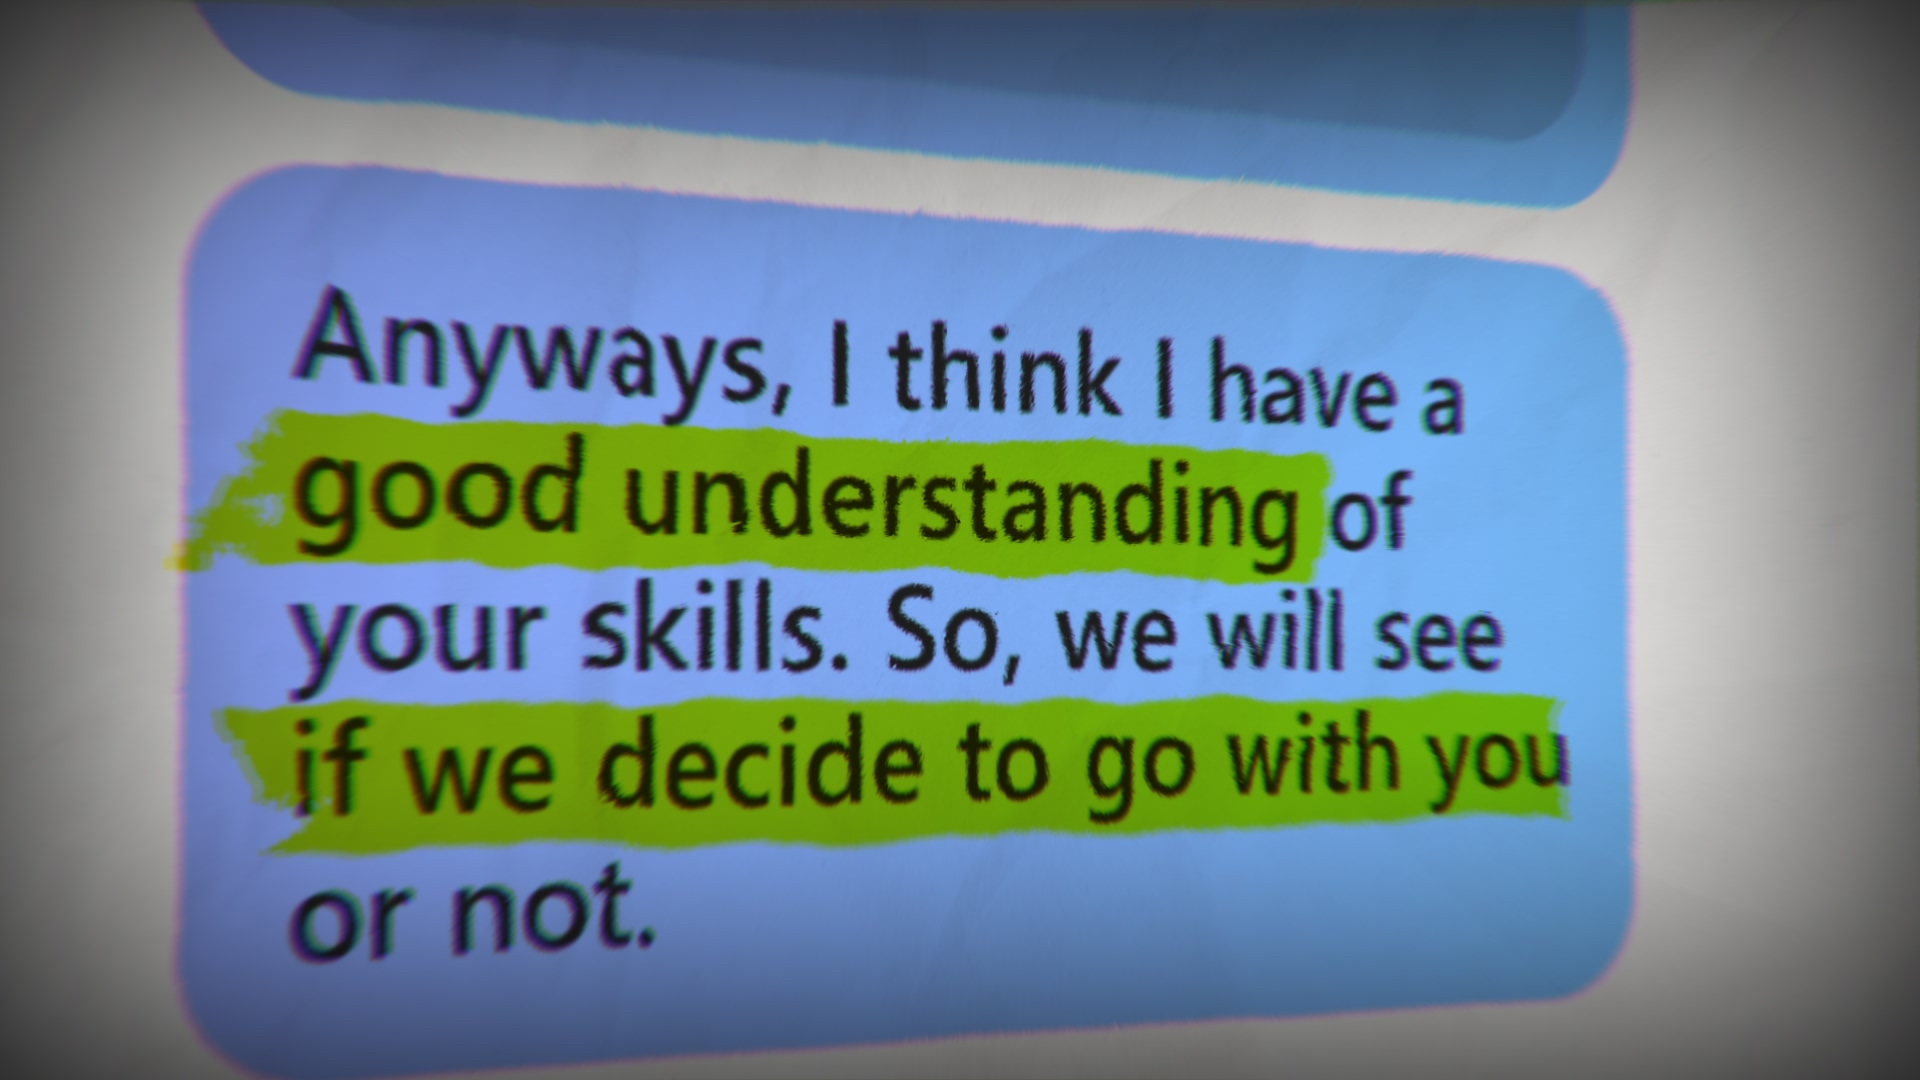 Anyways, I think I have a
good understanding of
your skills. So, we will see
if we decide to go with you
or not.